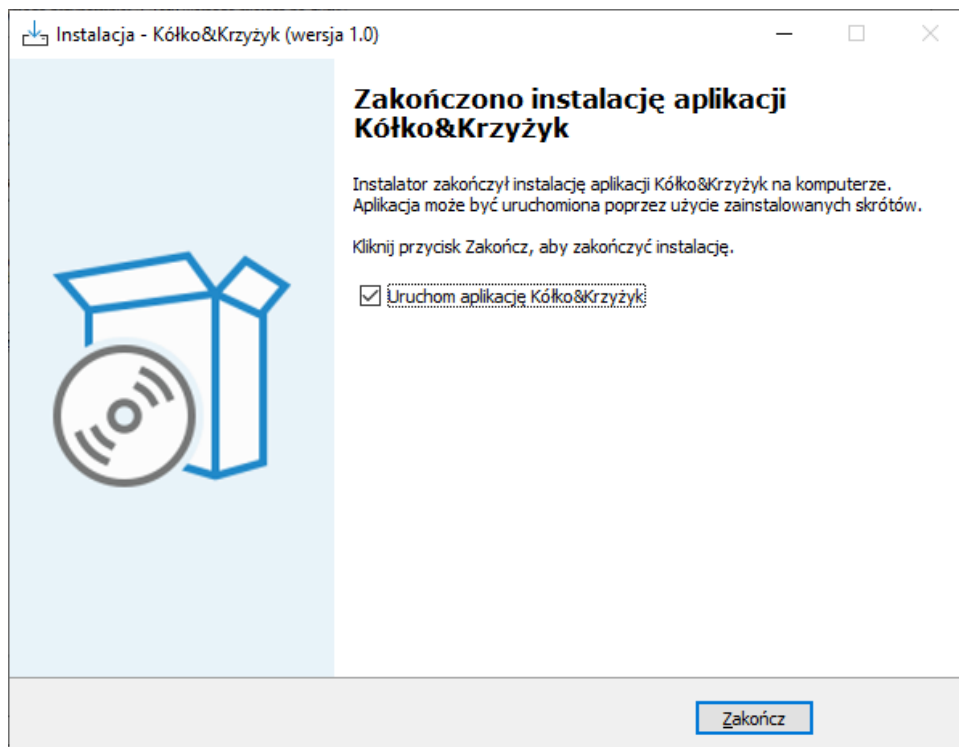 Instalacja - Kółko&Krzyżyk (wersja 1.0)
Zakończono instalację aplikacji
Kółko&Krzyżyk
Instalator zakończył instalację aplikacji Kółko&Krzyżyk na komputerze.
Aplikacja może być uruchomiona poprzez użycie zainstalowanych skrótów.
Kliknij przycisk Zakończ, aby zakończyć instalację.
Uruchom aplikację Kółko&Krzyżyk
Zakończ